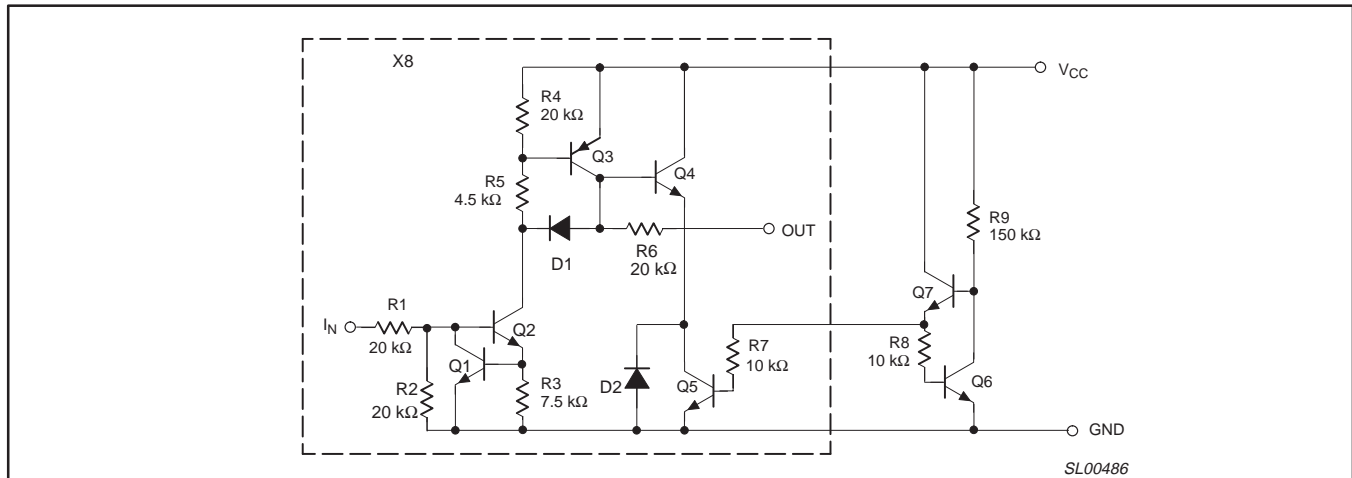 X8
VCC
R4
20 kΩ
Q3
Q4
R5
4.5 kΩ
R9
150 kΩ
OUT
R6
20 kΩ
D1
Q7
IN
R1
20 kΩ
Q2
R8
10 kΩ
R7
10 kΩ
Q1
R2
20 kΩ
R3
7.5 kΩ
D2
Q5
Q6
GND
SL00486